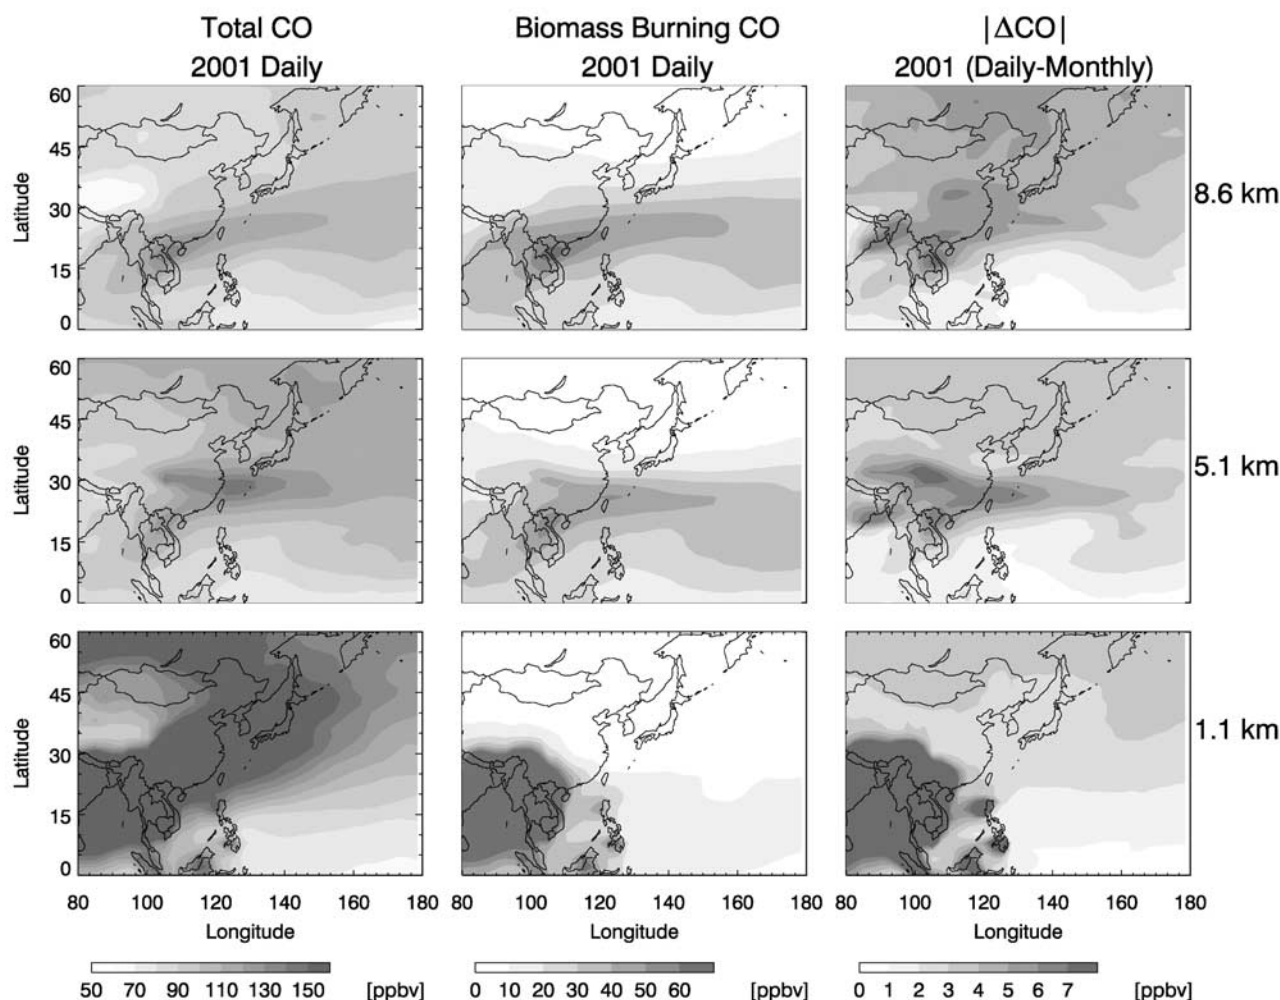 Total CO
2001 Daily
Biomass Burning CO
2001 Daily
|ΔCO|
2001 (Daily-Monthly)
60
45
30
15
0
Latitude
8.6 km
60
45
30
15
0
Latitude
5.1 km
60
45
30
15
0
Latitude
1.1 km
80 100 120 140 160 180
Longitude
80 100 120 140 160 180
Longitude
80 100 120 140 160 180
Longitude
50 70 90 110 130 150 [ppbv]
0 10 20 30 40 50 60 [ppbv]
0 1 2 3 4 5 6 7 [ppbv]